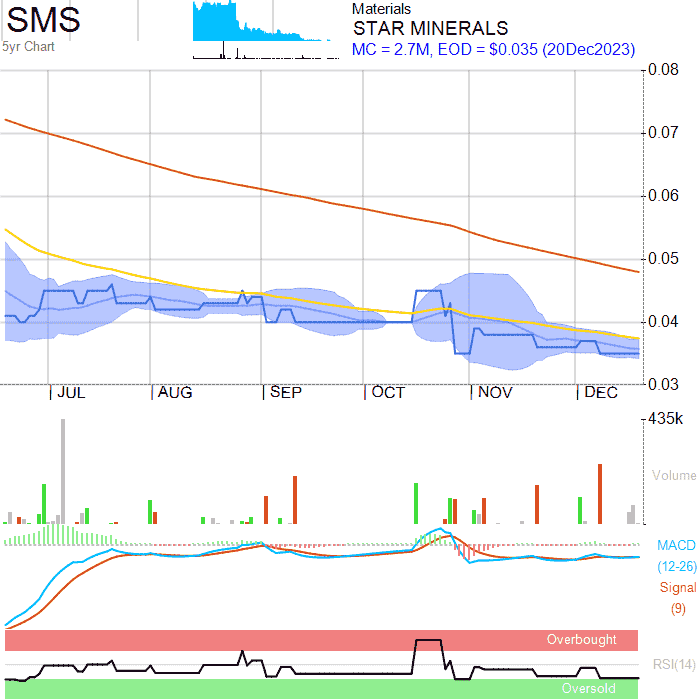 SMS
5yr Chart
Materials
STAR MINERALS
MC = 2.7M, EOD = $0.035 (20Dec2023)
0.08
0.07
0.06
0.05
0.04
0.03
JUL AUG SEP OCT NOV DEC
435k
Volume
MACD
(12-26)
Signal
(9)
Overbought
RSI(14)
Oversold